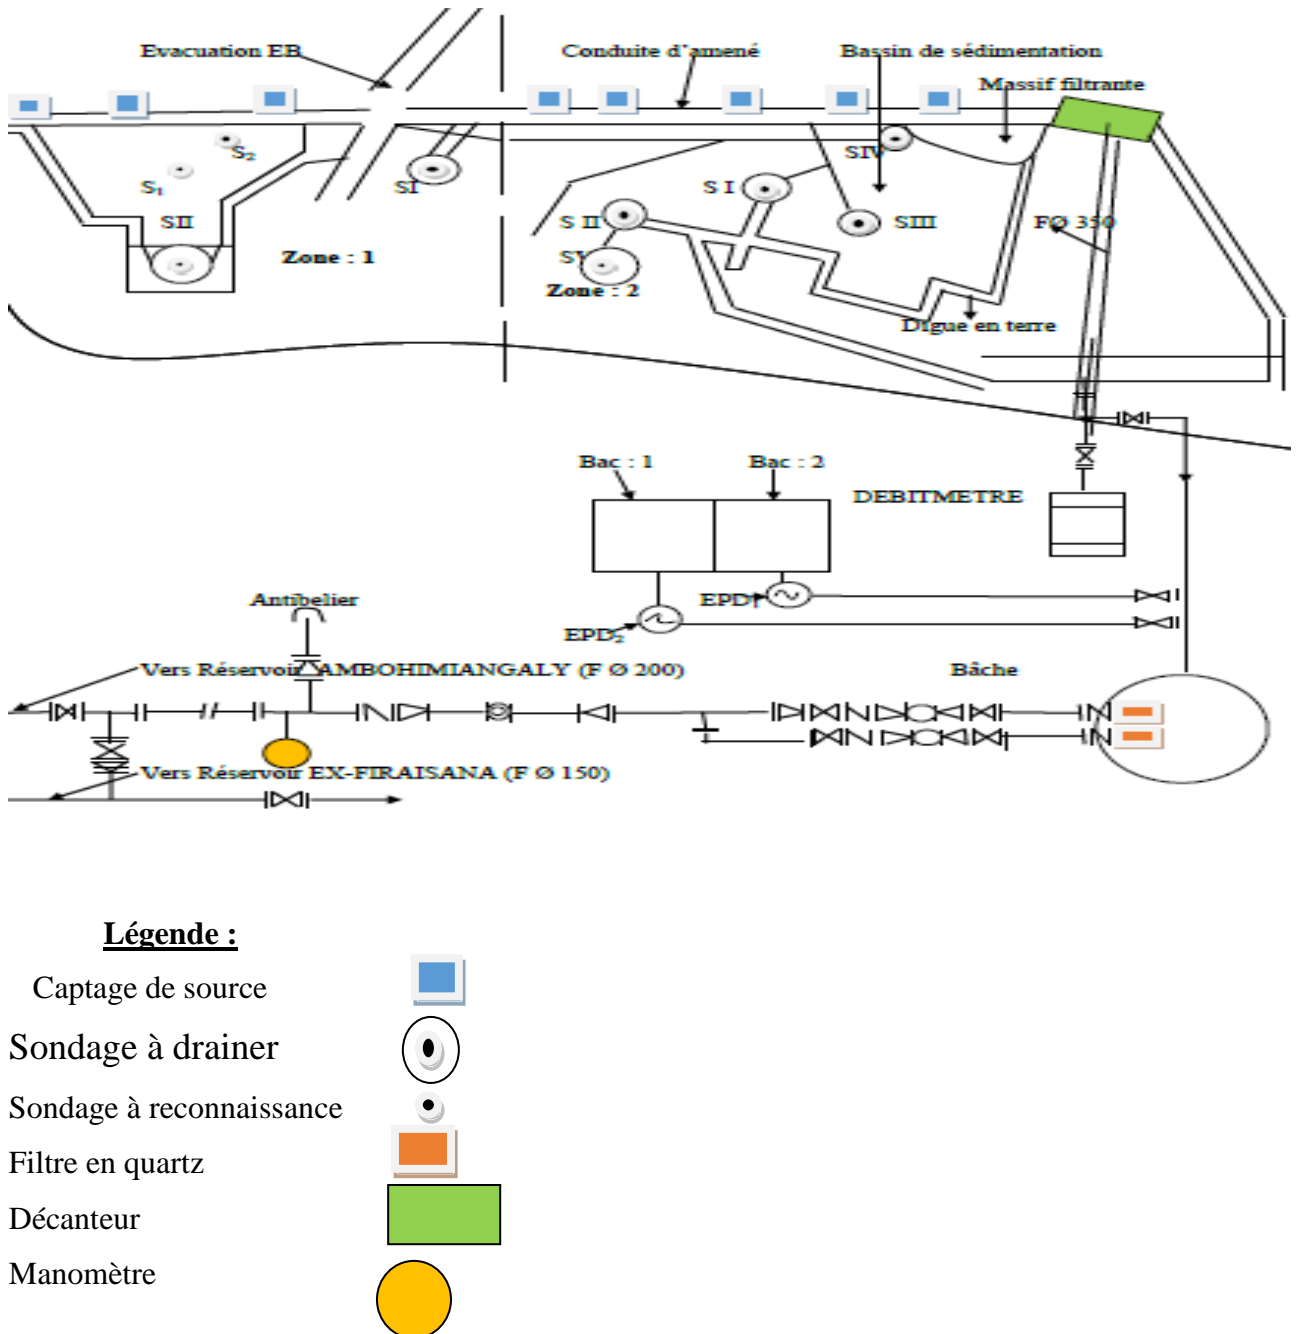 Evacuation EB
Conduite d'amené
Bassin de sédimentation
Massif filtrante
S₂
S₁
SII
SI
SIV
S I
S II
SIII
FØ 350
Zone : 1
Zone : 2
Digue en terre
Bac : 1
Bac : 2
DEBITMETRE
Antibelier
EPD₂
Vers Réservoir AMBOHIMIANGALY (F Ø 200)
Bâche
Vers Réservoir EX-FIRAISANA (F Ø 150)
Légende :
Captage de source
Sondage à drainer
Sondage à reconnaissance
Filtre en quartz
Décanteur
Manomètre